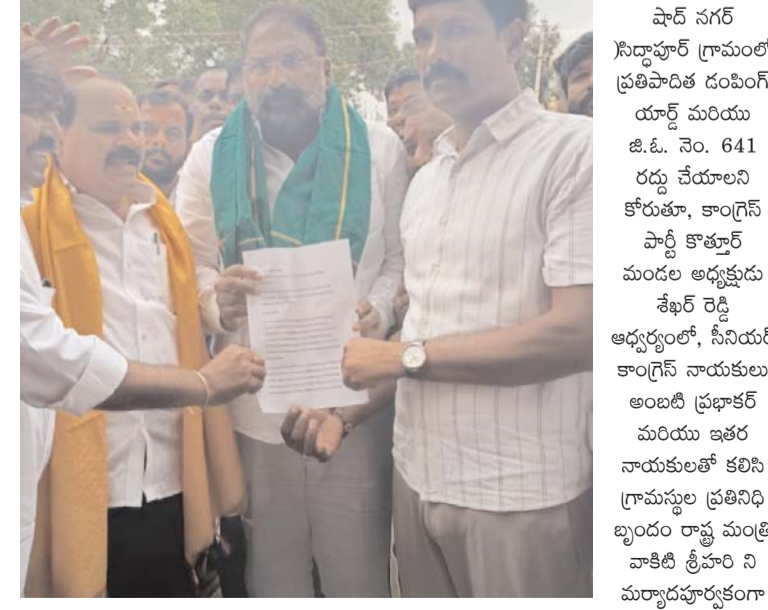 షాద్ నగర్
)సిద్ధాపూర్ గ్రామంలో
ప్రతిపాదిత డంపింగ్
యార్డ్ మరియు
జి.ఓ. నెం. 641
రద్దు చేయాలని
కోరుతూ, కాంగ్రెస్
పార్టీ కొత్తూర్
మండల అధ్యక్షుడు
శేఖర్ రెడ్డి
ఆధ్వర్యంలో, సీనియర్
కాంగ్రెస్ నాయకులు
అంబటి ప్రభాకర్
మరియు ఇతర
నాయకులతో కలిసి
గ్రామస్థుల ప్రతినిధి
బృందం రాష్ట్ర మంత్రి
వాకిటి శ్రీహరి ని
మర్యాదపూర్వకంగా